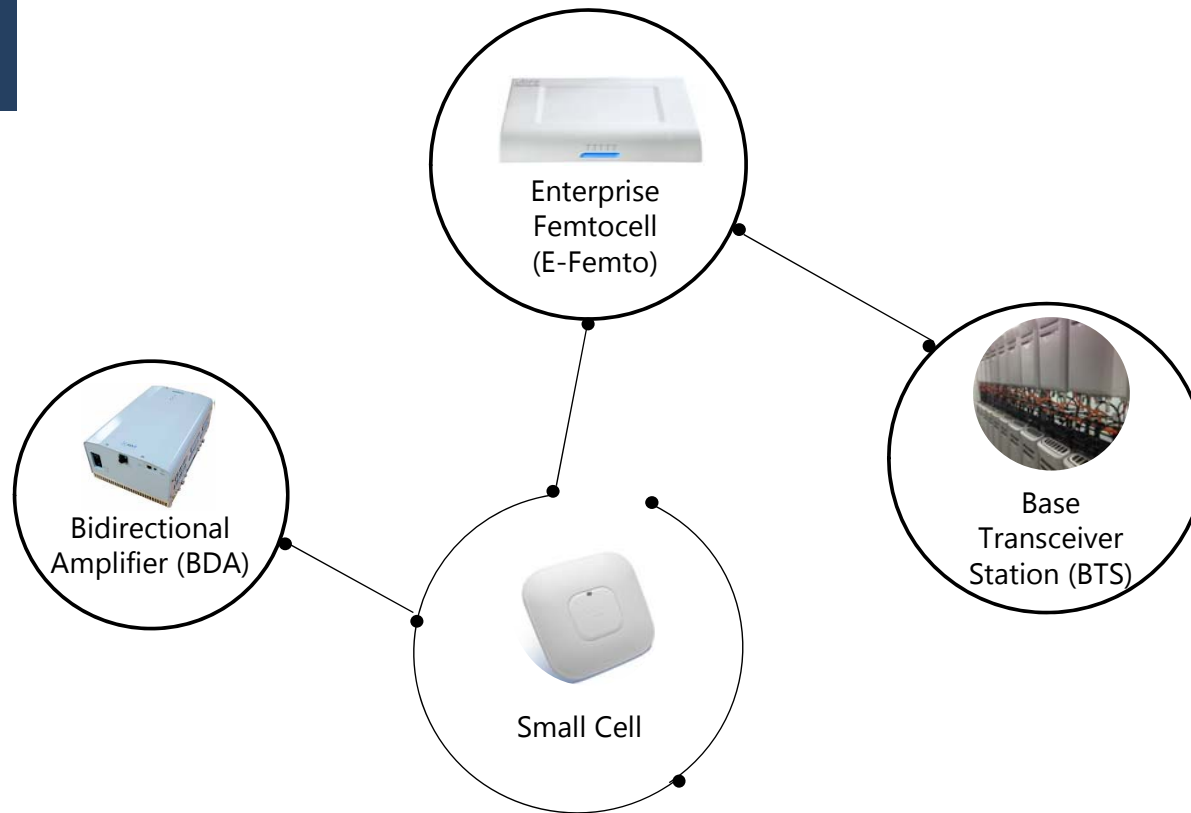 Enterprise
Femtocell
(E-Femto)
Bidirectional
Amplifier (BDA)
Base
Transceiver
Station (BTS)
Small Cell